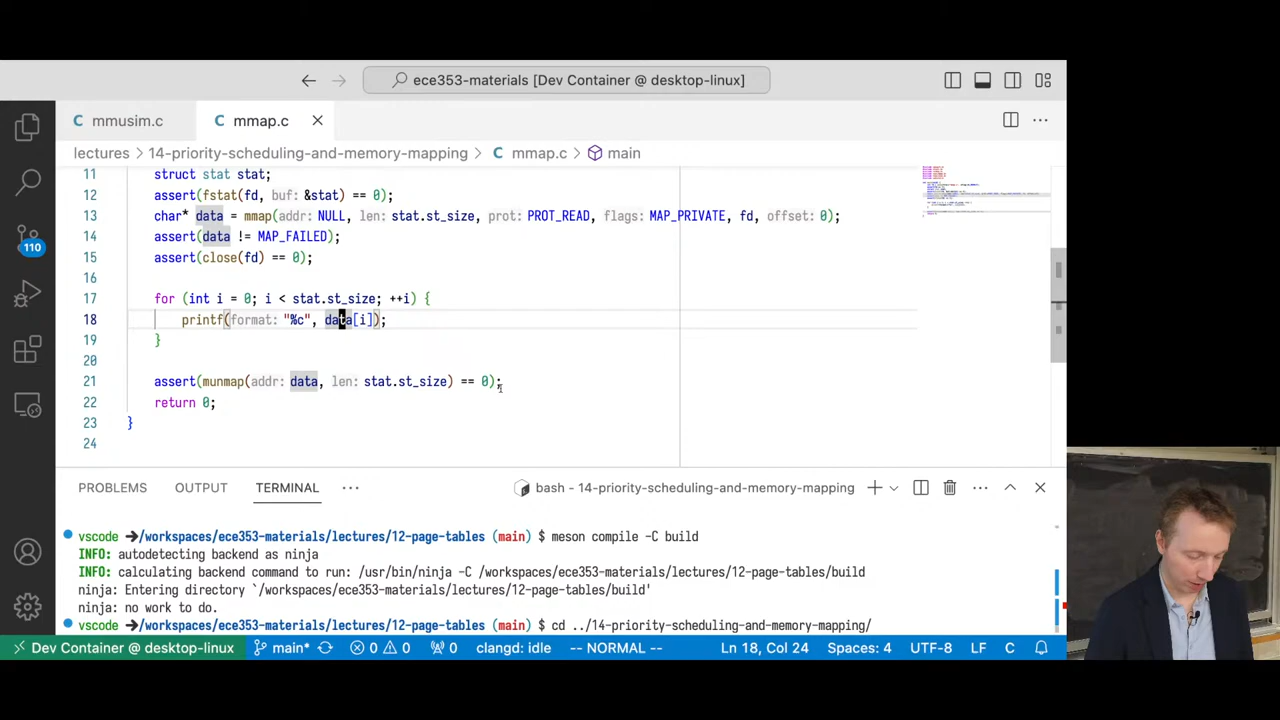 ece353-materials [Dev Container @ desktop-linux]
C mmusim.c C mmap.c
lectures > 14-priority-scheduling-and-memory-mapping > C mmap.c > main
11 struct stat stat;
12 assert(fstat(fd, buf: &stat) == 0);
13 char* data = mmap(addr: NULL, len: stat.st_size, prot: PROT_READ, flags: MAP_PRIVATE, fd, offset: 0);
14 assert(data != MAP_FAILED);
15 assert(close(fd) == 0);
16
17 for (int i = 0; i < stat.st_size; ++i) {
18 printf(format: "%c", data[i]);
19 }
20
21 assert(munmap(addr: data, len: stat.st_size) == 0);
22 return 0;
23 }
24
110
PROBLEMS OUTPUT TERMINAL ··· bash - 14-priority-scheduling-and-memory-mapping
vscode ➜/workspaces/ece353-materials/lectures/12-page-tables (main) $ meson compile -C build
INFO: autodetecting backend as ninja
INFO: calculating backend command to run: /usr/bin/ninja -C /workspaces/ece353-materials/lectures/12-page-tables/build
ninja: Entering directory `/workspaces/ece353-materials/lectures/12-page-tables/build'
ninja: no work to do.
vscode ➜/workspaces/ece353-materials/lectures/12-page-tables (main) $ cd ../14-priority-scheduling-and-memory-mapping/
Dev Container @ desktop-linux main* 0 0 0 clangd: idle -- NORMAL -- Ln 18, Col 24 Spaces: 4 UTF-8 LF C